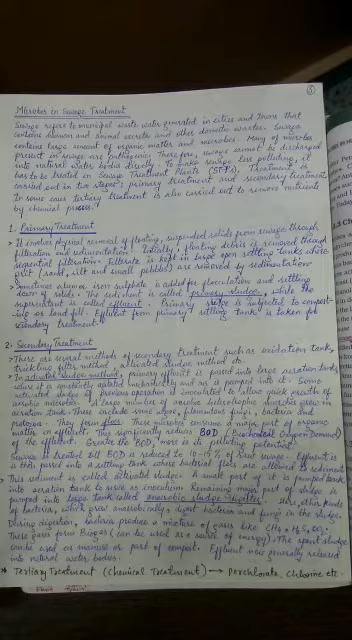 5
Microbes in Sewage Treatment
Sewage refers to municipal waste water generated in cities and towns that
contains human and animal excreta and other domestic wastes. Sewage
contains large amount of organic matter and microbes. Many of microbes
present in sewage are pathogenic. Therefore, sewage cannot be discharged
into natural water bodies directly. To make sewage less polluting, it
has to be treated in Sewage Treatment Plants (STPs). Treatment is
carried out in two stages: primary treatment and secondary treatment.
In some cases tertiary treatment is also carried out to remove nutrients
by chemical process.
1. Primary Treatment
It involves physical removal of floating, suspended solids from sewage through
filtration and sedimentation. Initially, floating debris is removed through
sequential filtration. Filtrate is kept in large open settling tanks where
grit (sand, silt and small pebbles) are removed by sedimentation.
Sometimes alum or iron sulphate is added for flocculation and settling
down of solids. The sediment is called primary sludge, while the
supernatant is called effluent. Primary sludge is subjected to compost-
ing or land fill. Effluent from primary settling tank is taken for
secondary treatment.
2. Secondary Treatment
There are several methods of secondary treatment such as oxidation tank,
trickling filter method, activated sludge method etc.
In activated sludge method, primary effluent is passed into large aeration tanks
where it is constantly agitated mechanically and air is pumped into it. Some
activated sludge of previous operation is inoculated to allow quick growth of
aerobic microbes. Large number of aerobic heterotrophic microbes grow in
aeration tank. These include some algae, filamentous fungi, bacteria and
protozoa - form flocs. These microbes consume a major part of organic
matter in effluent. This significantly reduces BOD (Biochemical Oxygen Demand)
of the effluent. Greater the BOD, more is its polluting potential.
Sewage is treated till BOD is reduced to 10-15% of raw sewage. Effluent is
then passed into a settling tank where bacterial flocs are allowed to sediment
This sediment is called activated sludge. A small part of it is pumped back
into aeration tank to serve as inoculum. Remaining major part of sludge is
pumped into large tank called anaerobic sludge digester. Here, other kinds
of bacteria, which grow anaerobically, digest bacteria and fungi in the sludge.
During digestion, bacteria produce a mixture of gases like CH4, H2S, CO2.
These gases form Biogas (can be used as a source of energy). The spent sludge
can be used as manure or part of compost. Effluent now generally released
into natural water bodies.
* Tertiary Treatment (Chemical Treatment) → perchlorate, chlorine etc